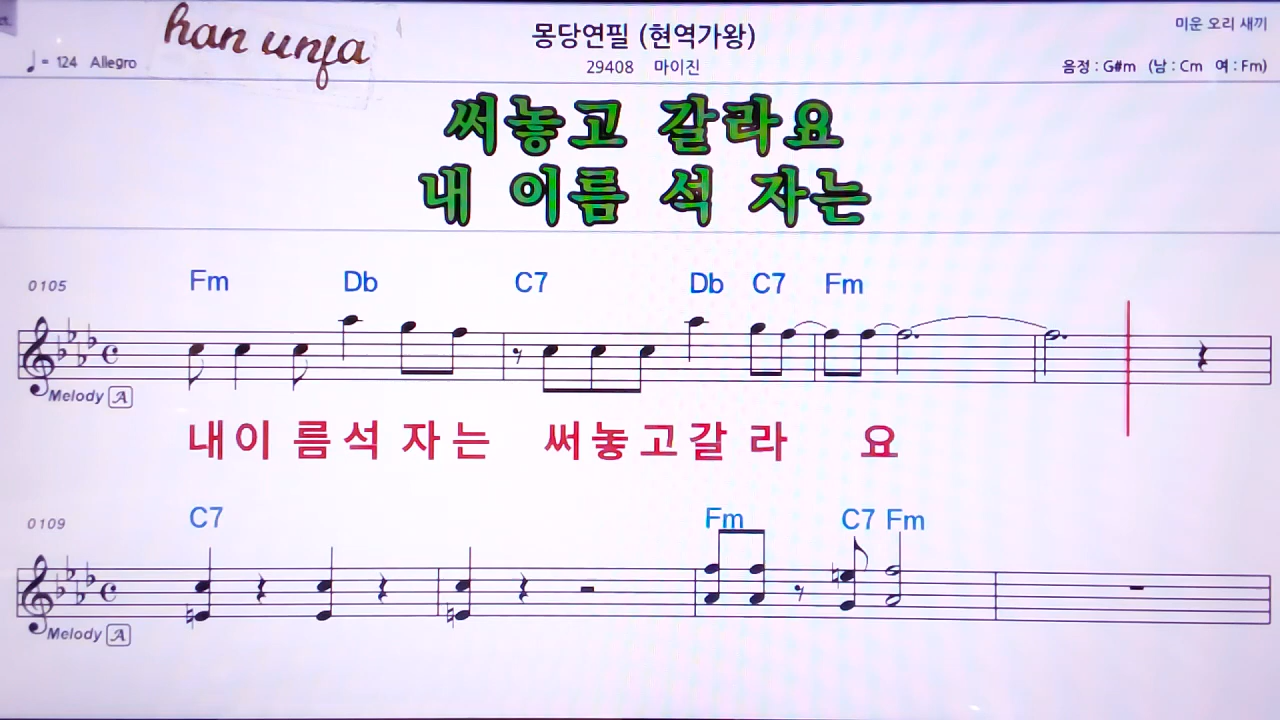 han unfa
몽당연필 (현역가왕)
미운 오리 새끼
♩= 124 Allegro
29408 마이진
음정 : G#m (남 : Cm 여 : Fm)
써놓고 갈라요
내 이름 석 자는
0105
Fm Db C7 Db C7 Fm
Melody A
내이 름석 자는 써놓고갈 라 요
0109
C7 Fm C7 Fm
Melody A